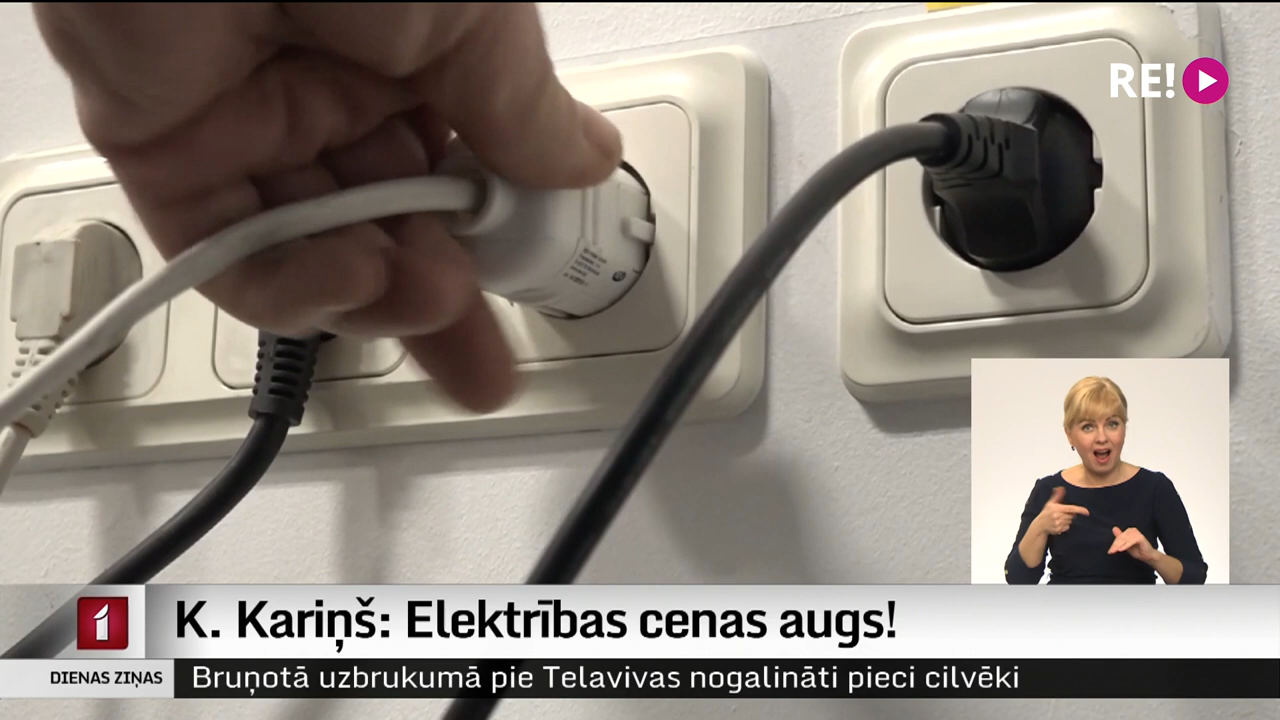 RE!
K. Kariņš: Elektrības cenas augs!
1
DIENAS ZIŅAS
Bruņotā uzbrukumā pie Telavivas nogalināti pieci cilvēki